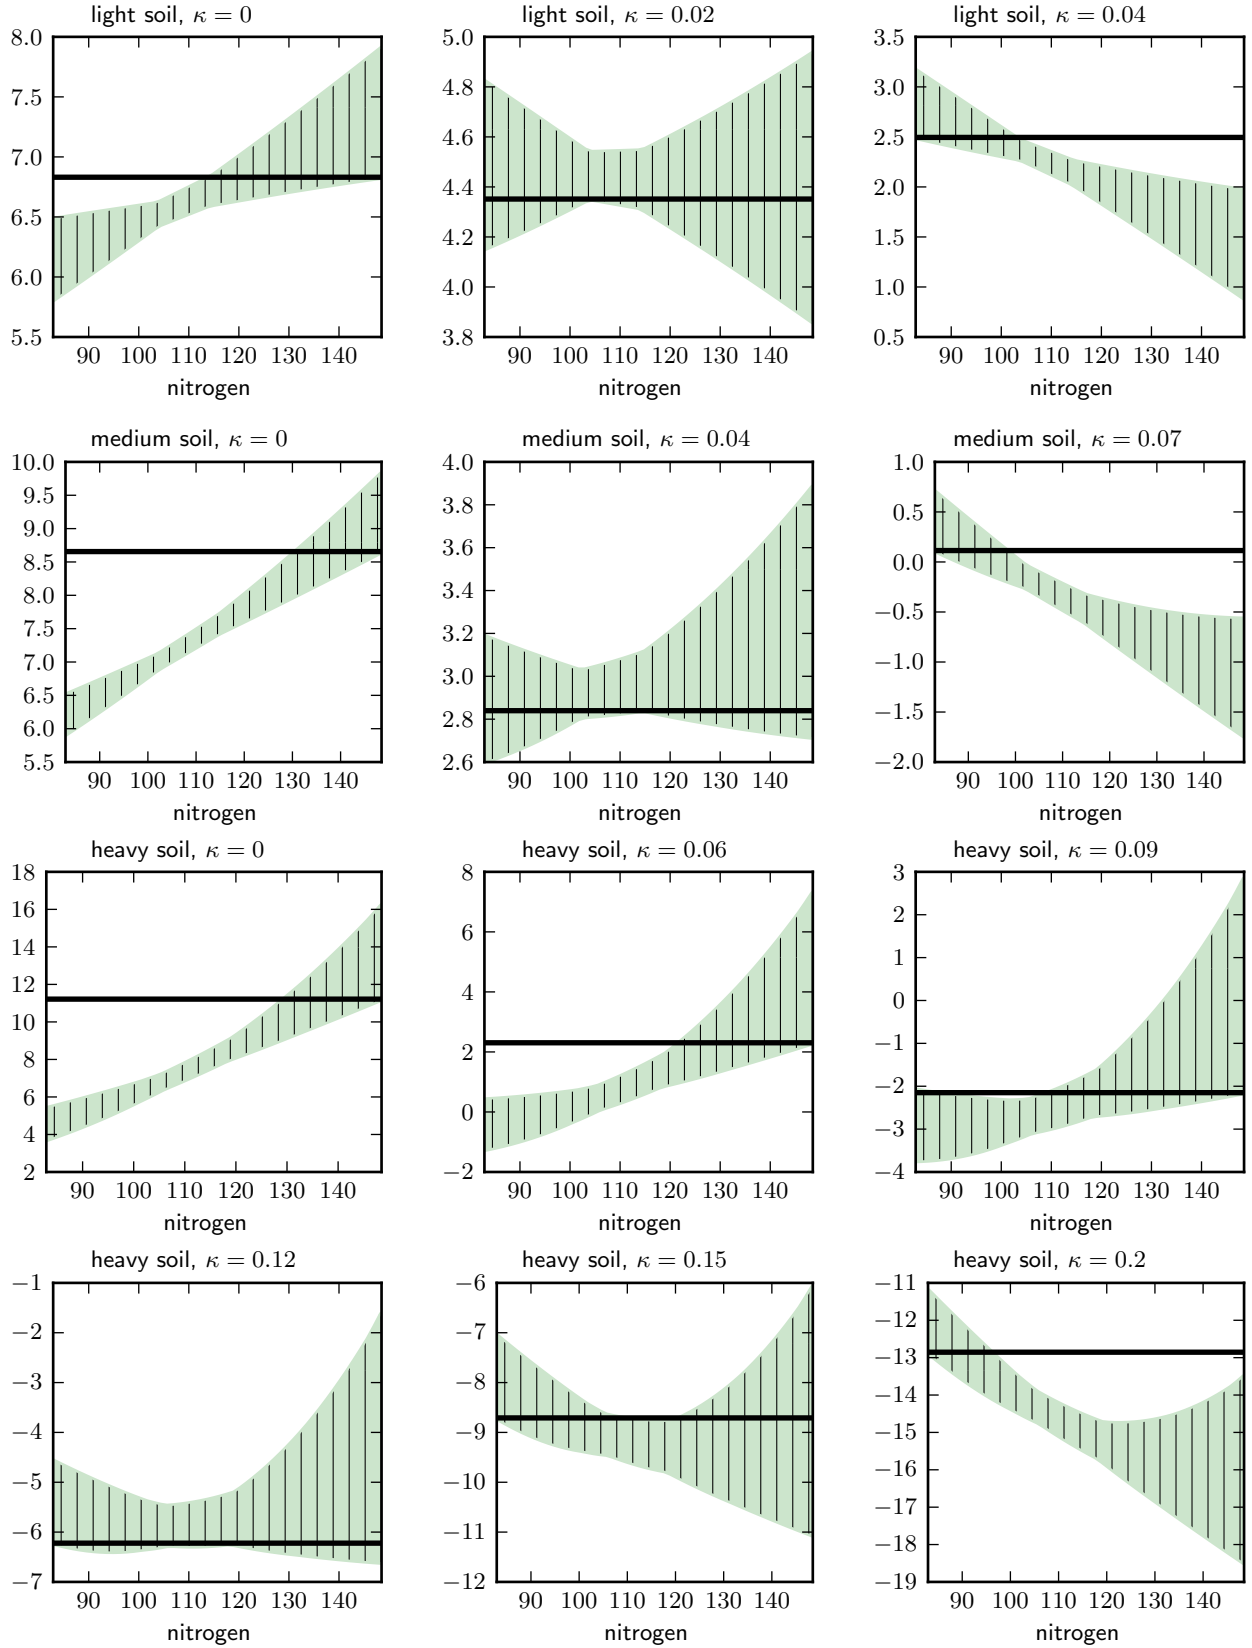 light soil, κ = 0
light soil, κ = 0.02
light soil, κ = 0.04
8.0
7.5
7.0
6.5
6.0
5.5
90 100 110 120 130 140
nitrogen
5.0
4.8
4.6
4.4
4.2
4.0
3.8
90 100 110 120 130 140
nitrogen
3.5
3.0
2.5
2.0
1.5
1.0
0.5
90 100 110 120 130 140
nitrogen
medium soil, κ = 0
medium soil, κ = 0.04
medium soil, κ = 0.07
10.0
9.5
9.0
8.5
8.0
7.5
7.0
6.5
6.0
5.5
90 100 110 120 130 140
nitrogen
4.0
3.8
3.6
3.4
3.2
3.0
2.8
2.6
90 100 110 120 130 140
nitrogen
1.0
0.5
0.0
−0.5
−1.0
−1.5
−2.0
90 100 110 120 130 140
nitrogen
heavy soil, κ = 0
heavy soil, κ = 0.06
heavy soil, κ = 0.09
18
16
14
12
10
8
6
4
2
90 100 110 120 130 140
nitrogen
8
6
4
2
0
−2
90 100 110 120 130 140
nitrogen
3
2
1
0
−1
−2
−3
−4
90 100 110 120 130 140
nitrogen
heavy soil, κ = 0.12
heavy soil, κ = 0.15
heavy soil, κ = 0.2
−1
−2
−3
−4
−5
−6
−7
90 100 110 120 130 140
nitrogen
−6
−7
−8
−9
−10
−11
−12
90 100 110 120 130 140
nitrogen
−11
−12
−13
−14
−15
−16
−17
−18
−19
90 100 110 120 130 140
nitrogen